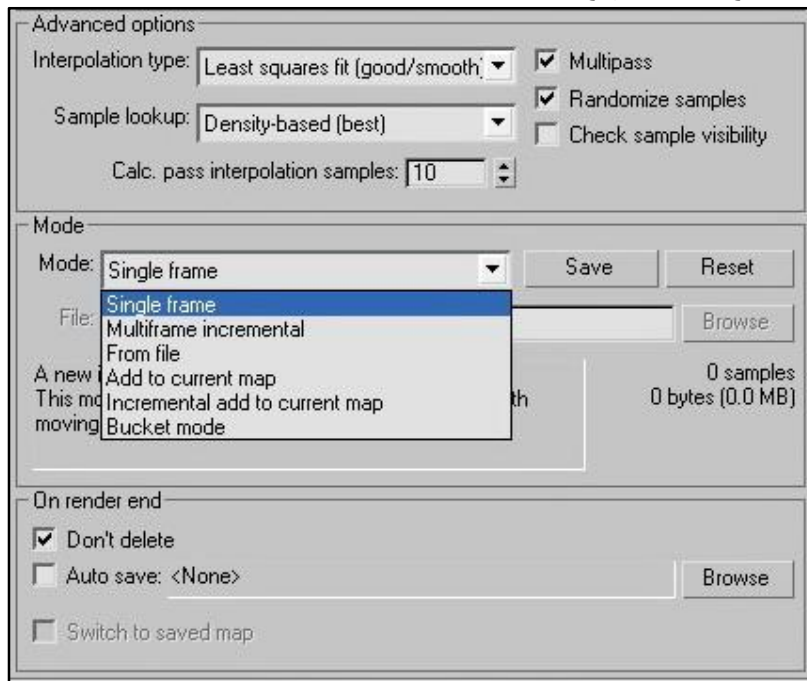 Advanced options
Interpolation type: Least squares fit (good/smooth) Multipass
Randomize samples
Sample lookup: Density-based (best)
Check sample visibility
Calc. pass interpolation samples: 10
Mode
Mode: Single frame Save Reset
File: Browse
Single frame
Multiframe incremental
From file
Add to current map
Incremental add to current map
Bucket mode
A new
This
moving
th
0 samples
0 bytes (0.0 MB)
On render end
Don't delete
Auto save: <None> Browse
Switch to saved map